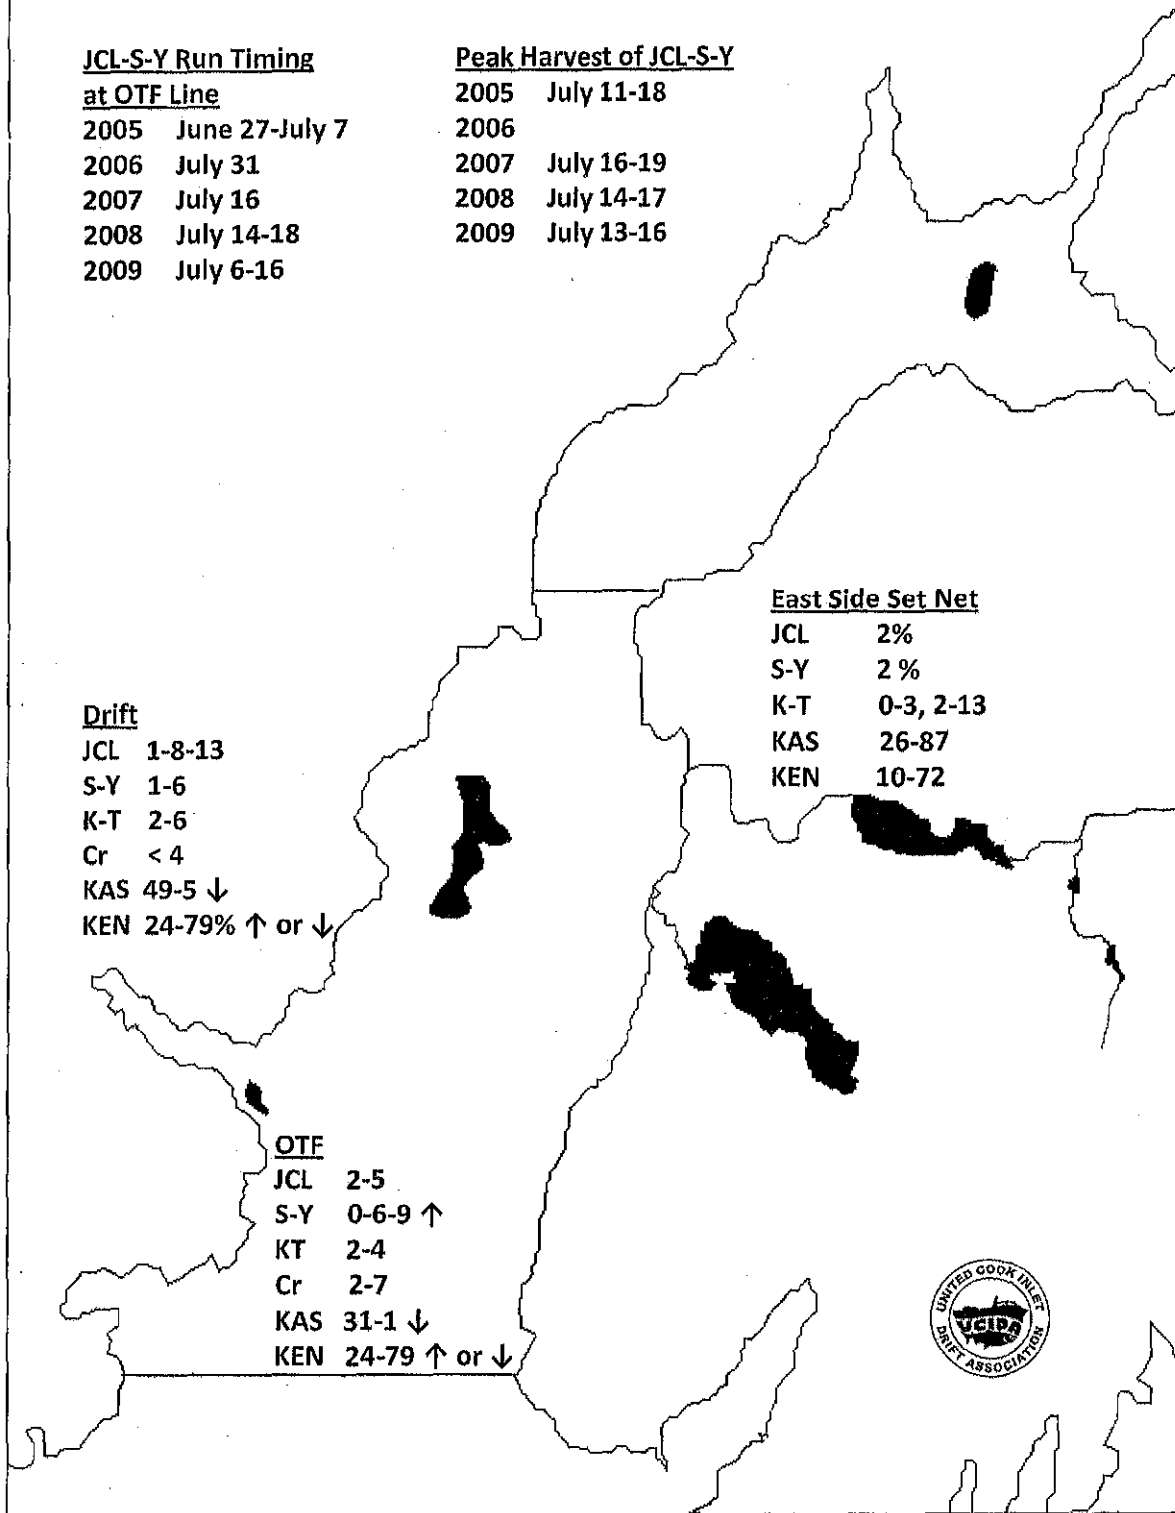 JCL-S-Y Run Timing
at OTF Line
2005 June 27-July 7
2006 July 31
2007 July 16
2008 July 14-18
2009 July 6-16
Peak Harvest of JCL-S-Y
2005 July 11-18
2006
2007 July 16-19
2008 July 14-17
2009 July 13-16
East Side Set Net
JCL 2%
S-Y 2 %
K-T 0-3, 2-13
KAS 26-87
KEN 10-72
Drift
JCL 1-8-13
S-Y 1-6
K-T 2-6
Cr < 4
KAS 49-5 ↓
KEN 24-79% ↑ or ↓
OTF
JCL 2-5
S-Y 0-6-9 ↑
KT 2-4
Cr 2-7
KAS 31-1 ↓
KEN 24-79 ↑ or ↓
UNITED COOK INLET
UCIDA
DRIFT ASSOCIATION